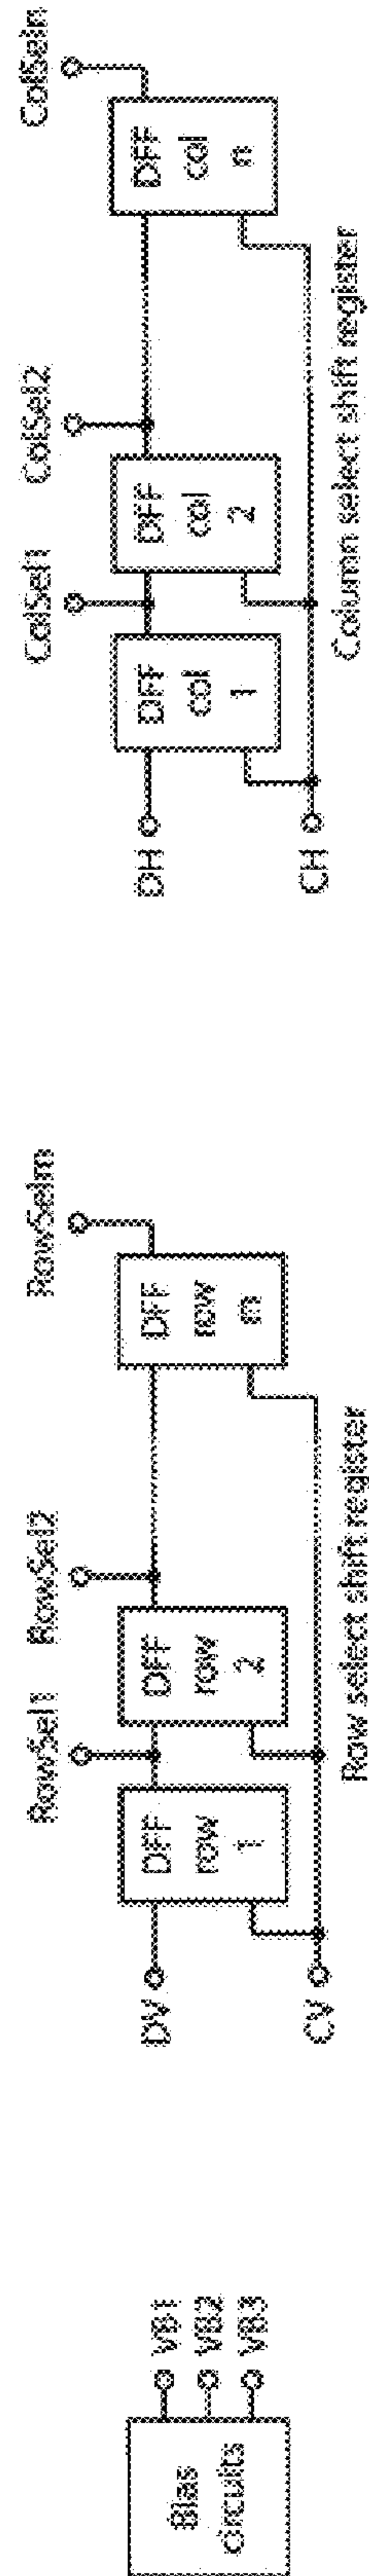 Bias
circuits
VB1
VB2
VB3
RowSel1
RowSel2
RowSelm
DV
DFF
row
1
DFF
row
2
DFF
row
m
CV
Row select shift register
ColSel1
ColSel2
ColSeln
DH
DFF
col
1
DFF
col
2
DFF
col
n
CH
Column select shift register